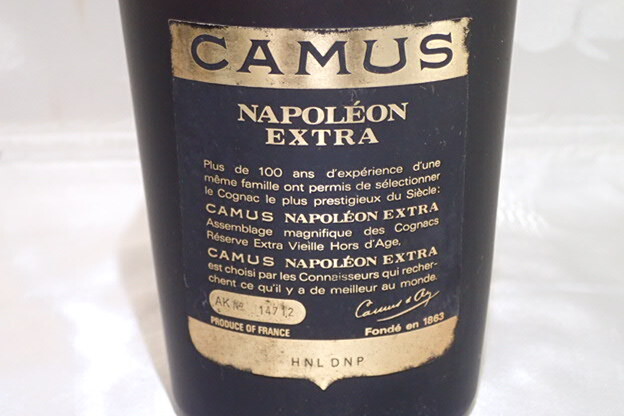 CAMUS
NAPOLÉON
EXTRA
Plus de 100 ans d'expérience d'une
même famille ont permis de sélectionner
le Cognac le plus prestigieux du Siècle:
CAMUS NAPOLÉON EXTRA
Assemblage magnifique des Cognacs
Réserve Extra Vieille Hors d'Age,
CAMUS NAPOLÉON EXTRA
est choisi par les Connaisseurs qui recher-
chent ce qu'il y a de meilleur au monde.
AK No 14712
PRODUCE OF FRANCE
Fondé en 1863
HNL DNP